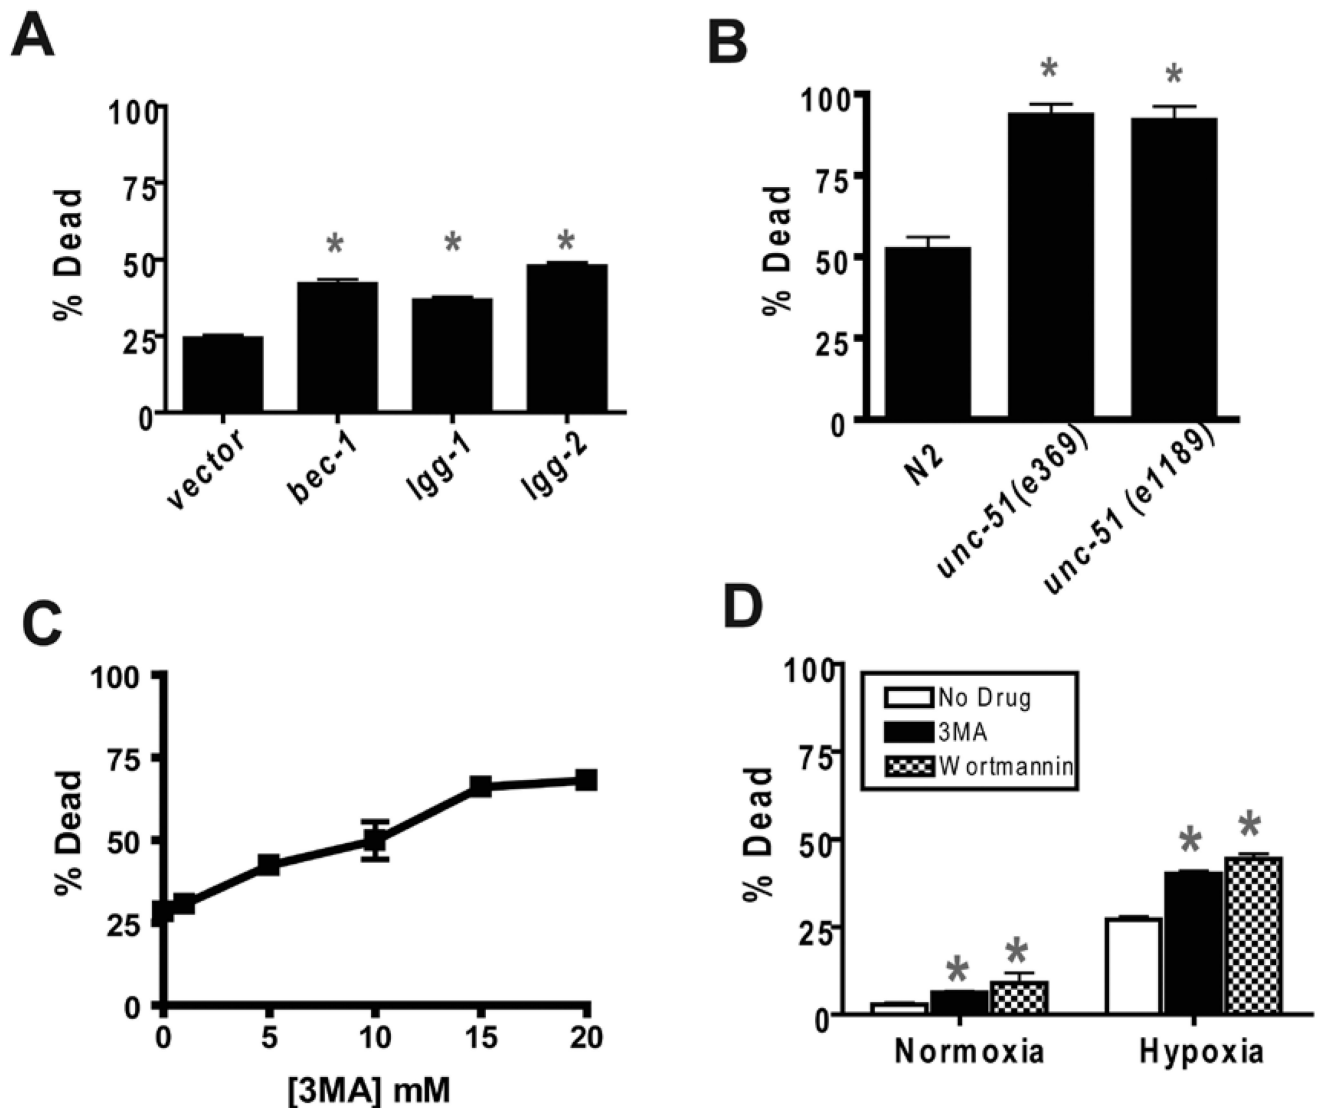 A
100
75
50
25
0
% Dead
*
*
*
vector
bec-1
lgg-1
lgg-2
B
100
75
50
25
0
% Dead
*
*
N2
unc-51(e369)
unc-51 (e1189)
C
100
75
50
25
0
% Dead
0 5 10 15 20
[3MA] mM
D
100
75
50
25
0
% Dead
No Drug
3MA
Wortmannin
*
*
*
*
Normoxia Hypoxia